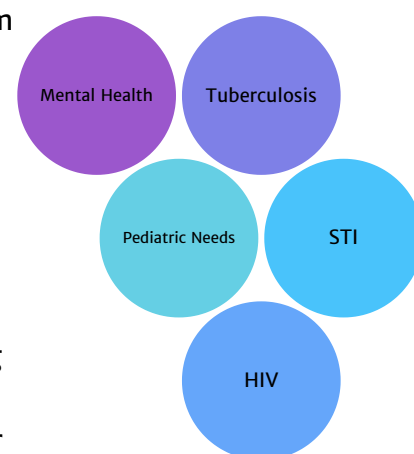 m
Mental Health
Tuberculosis
Pediatric Needs
STI
HIV